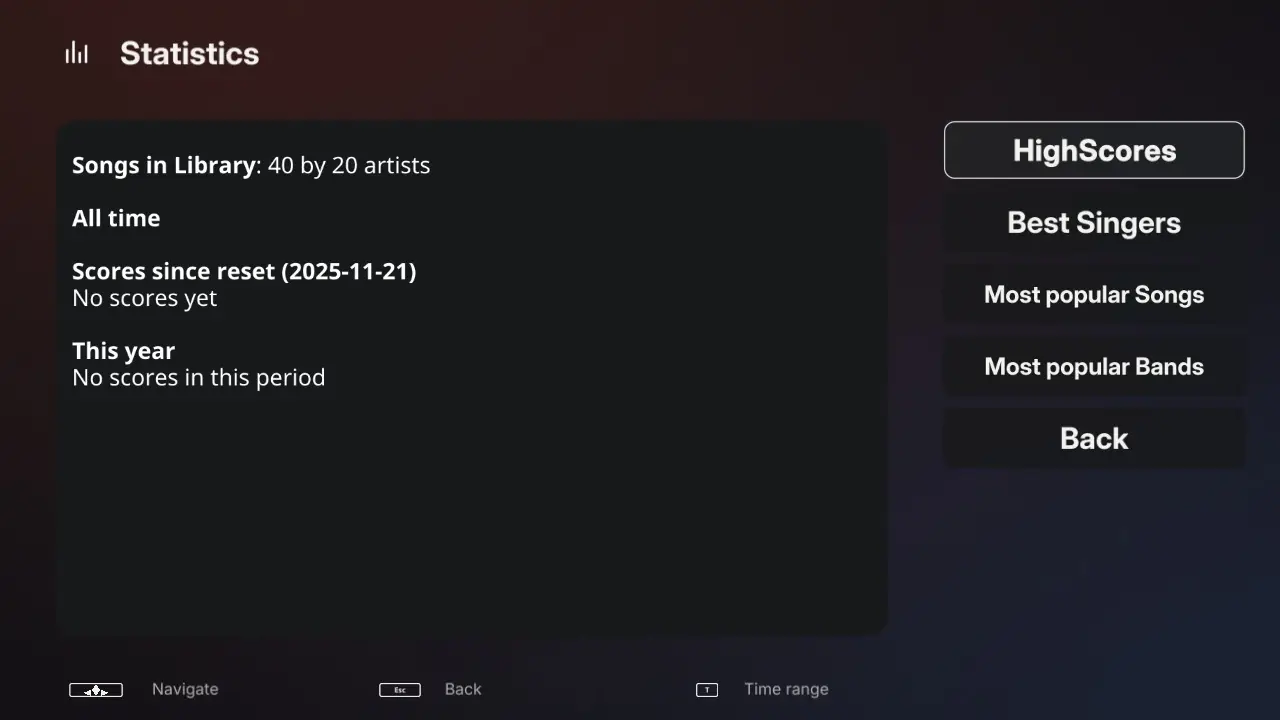 Statistics
Songs in Library: 40 by 20 artists
All time
Scores since reset (2025-11-21)
No scores yet
This year
No scores in this period
HighScores
Best Singers
Most popular Songs
Most popular Bands
Back
Navigate
Esc Back
T Time range